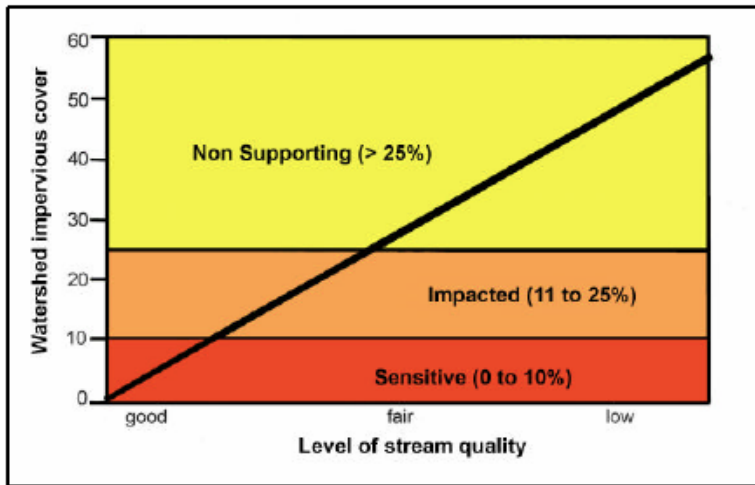 Watershed impervious cover
60
50
40
30
20
10
0
Non Supporting (> 25%)
Impacted (11 to 25%)
Sensitive (0 to 10%)
good fair low
Level of stream quality